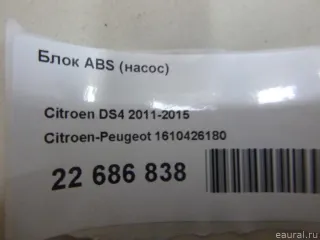 Блок ABS (насос)
Citroen DS4 2011-2015
Citroen-Peugeot 1610426180
22 686 838
© eaural.ru